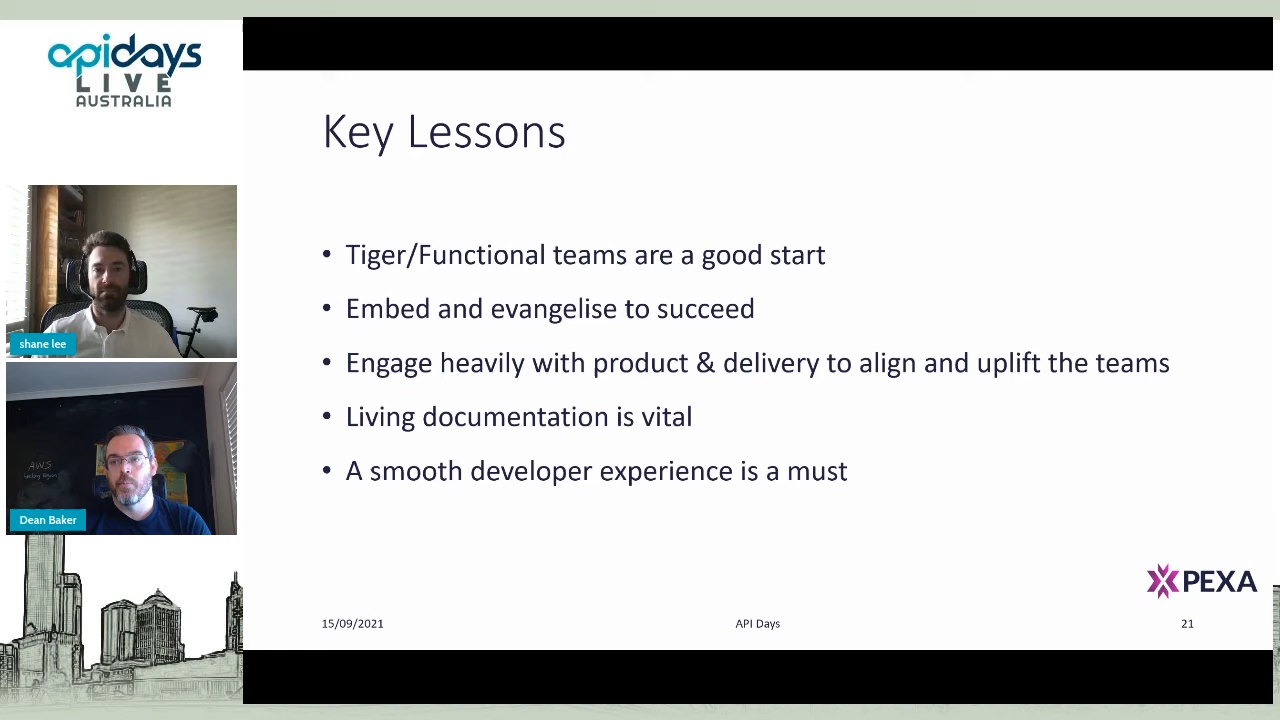 apidays
LIVE
AUSTRALIA
shane lee
AWS
Dean Baker
Key Lessons
• Tiger/Functional teams are a good start
• Embed and evangelise to succeed
• Engage heavily with product & delivery to align and uplift the teams
• Living documentation is vital
• A smooth developer experience is a must
PEXA
15/09/2021
API Days
21